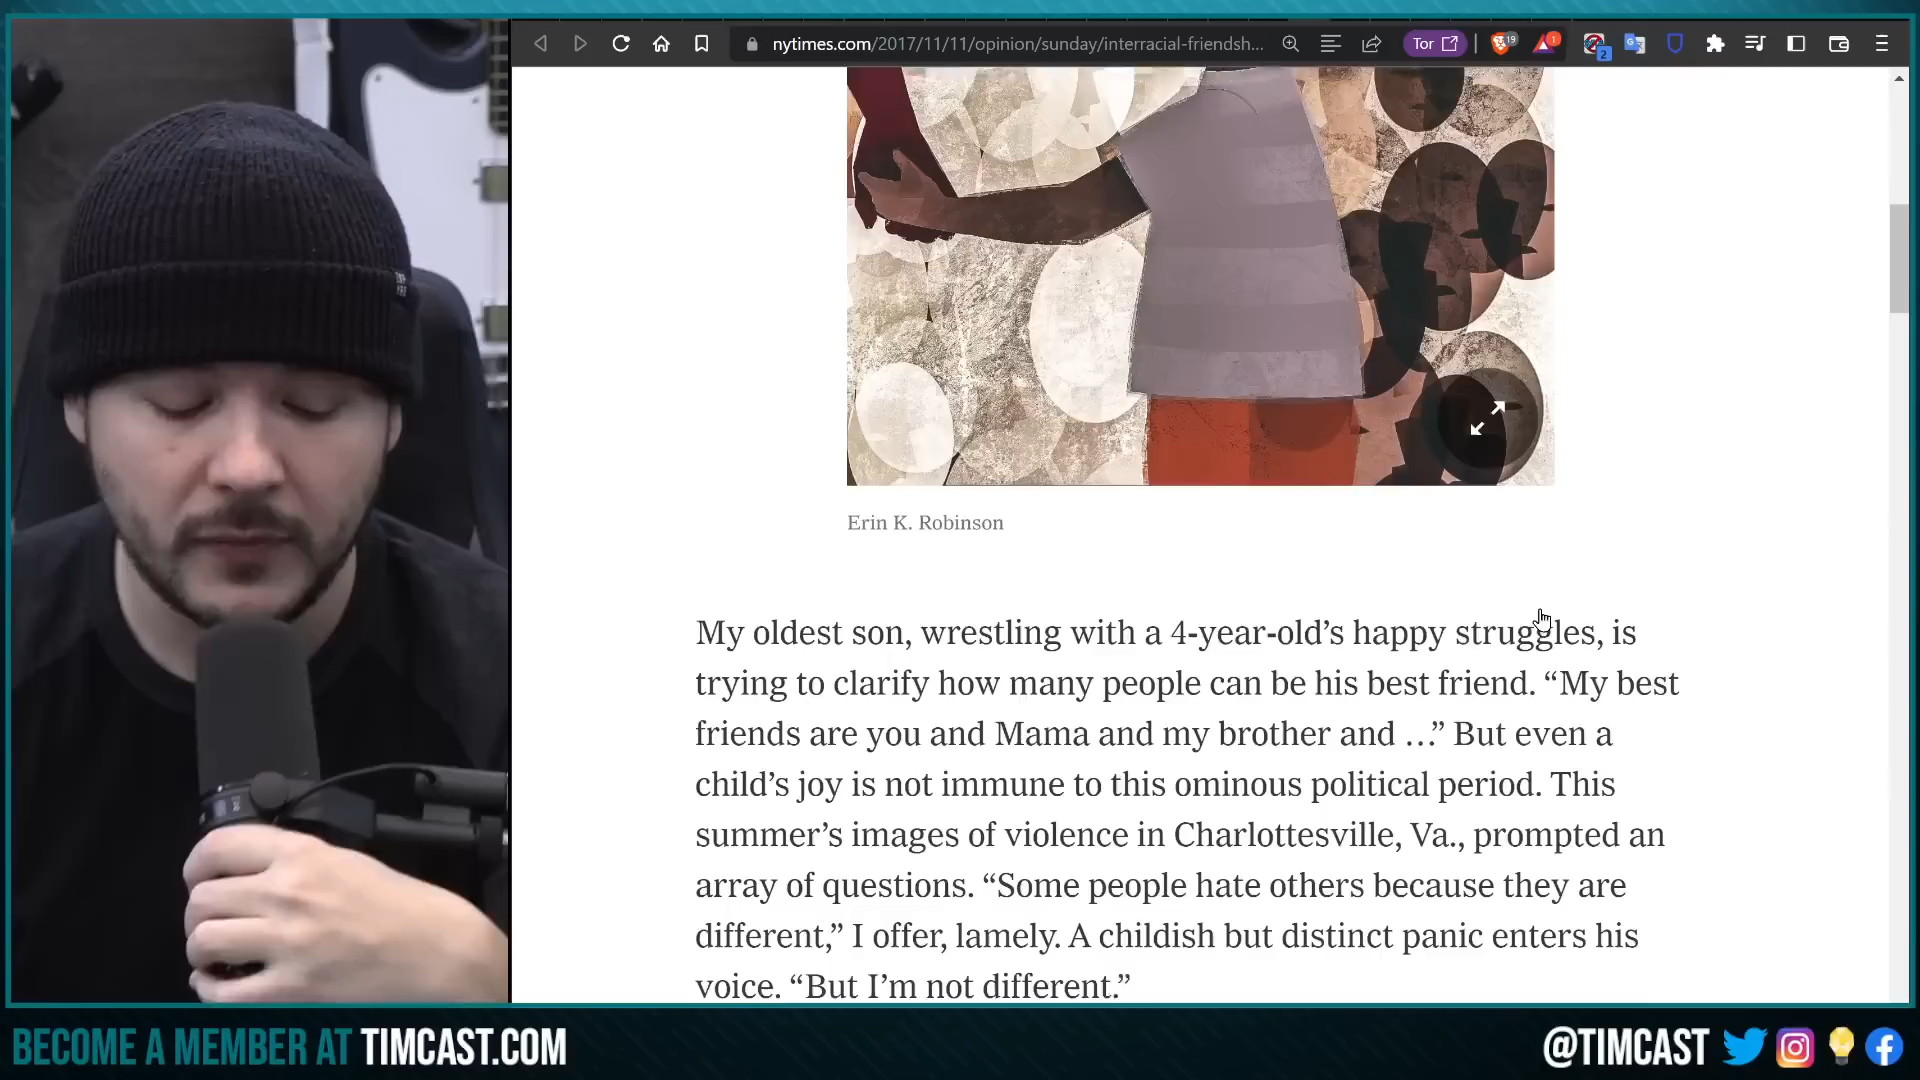 nytimes.com/2017/11/11/opinion/sunday/interracial-friendsh...
Tor
19
1
2
Erin K. Robinson
My oldest son, wrestling with a 4-year-old’s happy struggles, is
trying to clarify how many people can be his best friend. “My best
friends are you and Mama and my brother and …” But even a
child’s joy is not immune to this ominous political period. This
summer’s images of violence in Charlottesville, Va., prompted an
array of questions. “Some people hate others because they are
different,” I offer, lamely. A childish but distinct panic enters his
voice. “But I’m not different.”
BECOME A MEMBER AT TIMCAST.COM
@TIMCAST